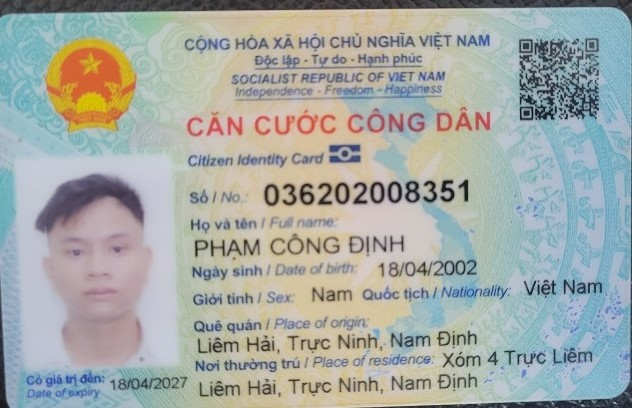 CỘNG HÒA XÃ HỘI CHỦ NGHĨA VIỆT NAM
Độc lập - Tự do - Hạnh phúc
SOCIALIST REPUBLIC OF VIET NAM
Independence - Freedom - Happiness
CĂN CƯỚC CÔNG DÂN
Citizen Identity Card
Số / No.: 036202008351
Họ và tên / Full name:
PHẠM CÔNG ĐỊNH
Ngày sinh / Date of birth: 18/04/2002
Giới tính / Sex: Nam Quốc tịch / Nationality: Việt Nam
Quê quán / Place of origin:
Liêm Hải, Trực Ninh, Nam Định
Nơi thường trú / Place of residence: Xóm 4 Trực Liêm
Liêm Hải, Trực Ninh, Nam Định
Có giá trị đến: 18/04/2027
Date of expiry